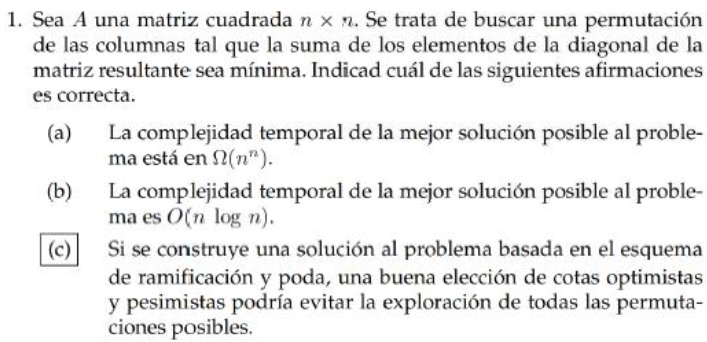 1. Sea A una matriz cuadrada n × n. Se trata de buscar una permutación
de las columnas tal que la suma de los elementos de la diagonal de la
matriz resultante sea mínima. Indicad cuál de las siguientes afirmaciones
es correcta.
(a) La complejidad temporal de la mejor solución posible al proble-
ma está en Ω(nⁿ).
(b) La complejidad temporal de la mejor solución posible al proble-
ma es O(n log n).
(c) Si se construye una solución al problema basada en el esquema
de ramificación y poda, una buena elección de cotas optimistas
y pesimistas podría evitar la exploración de todas las permuta-
ciones posibles.